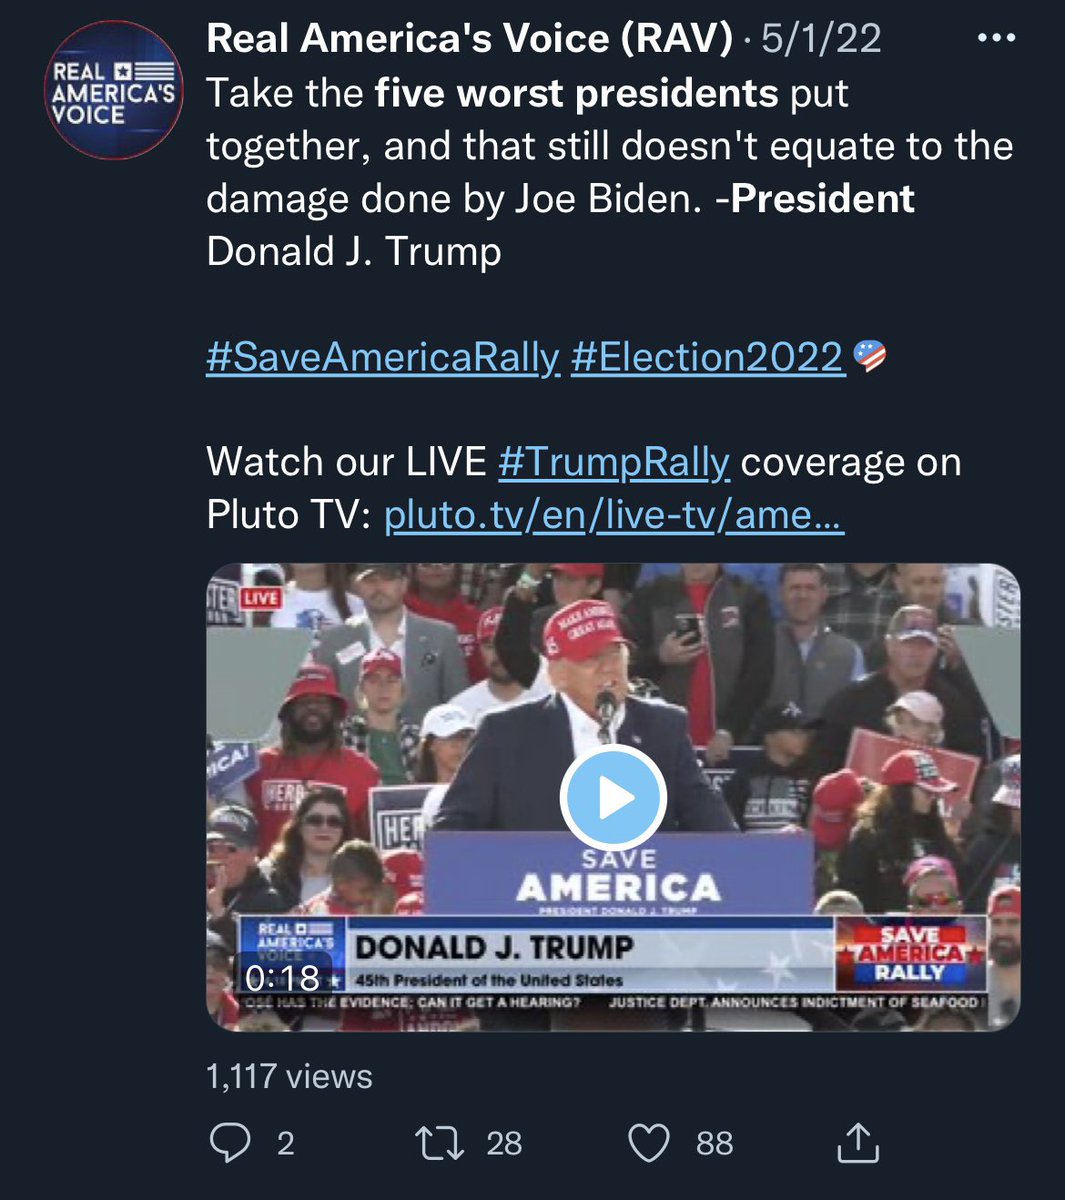 REAL
AMERICA'S
VOICE
Real America's Voice (RAV) · 5/1/22
Take the five worst presidents put
together, and that still doesn't equate to the
damage done by Joe Biden. -President
Donald J. Trump
#SaveAmericaRally #Election2022
Watch our LIVE #TrumpRally coverage on
Pluto TV: pluto.tv/en/live-tv/ame...
LIVE
MAKE AMERICA
GREAT AGAIN
45
ICA!
HERB
HER
SAVE
AMERICA
PRESIDENT DONALD J. TRUMP
REAL
AMERICA'S
VOICE
DONALD J. TRUMP
45th President of the United States
SAVE
AMERICA
RALLY
0:18
OSE HAS THE EVIDENCE; CAN IT GET A HEARING? JUSTICE DEPT. ANNOUNCES INDICTMENT OF SEAFOOD
1,117 views
2
28
88